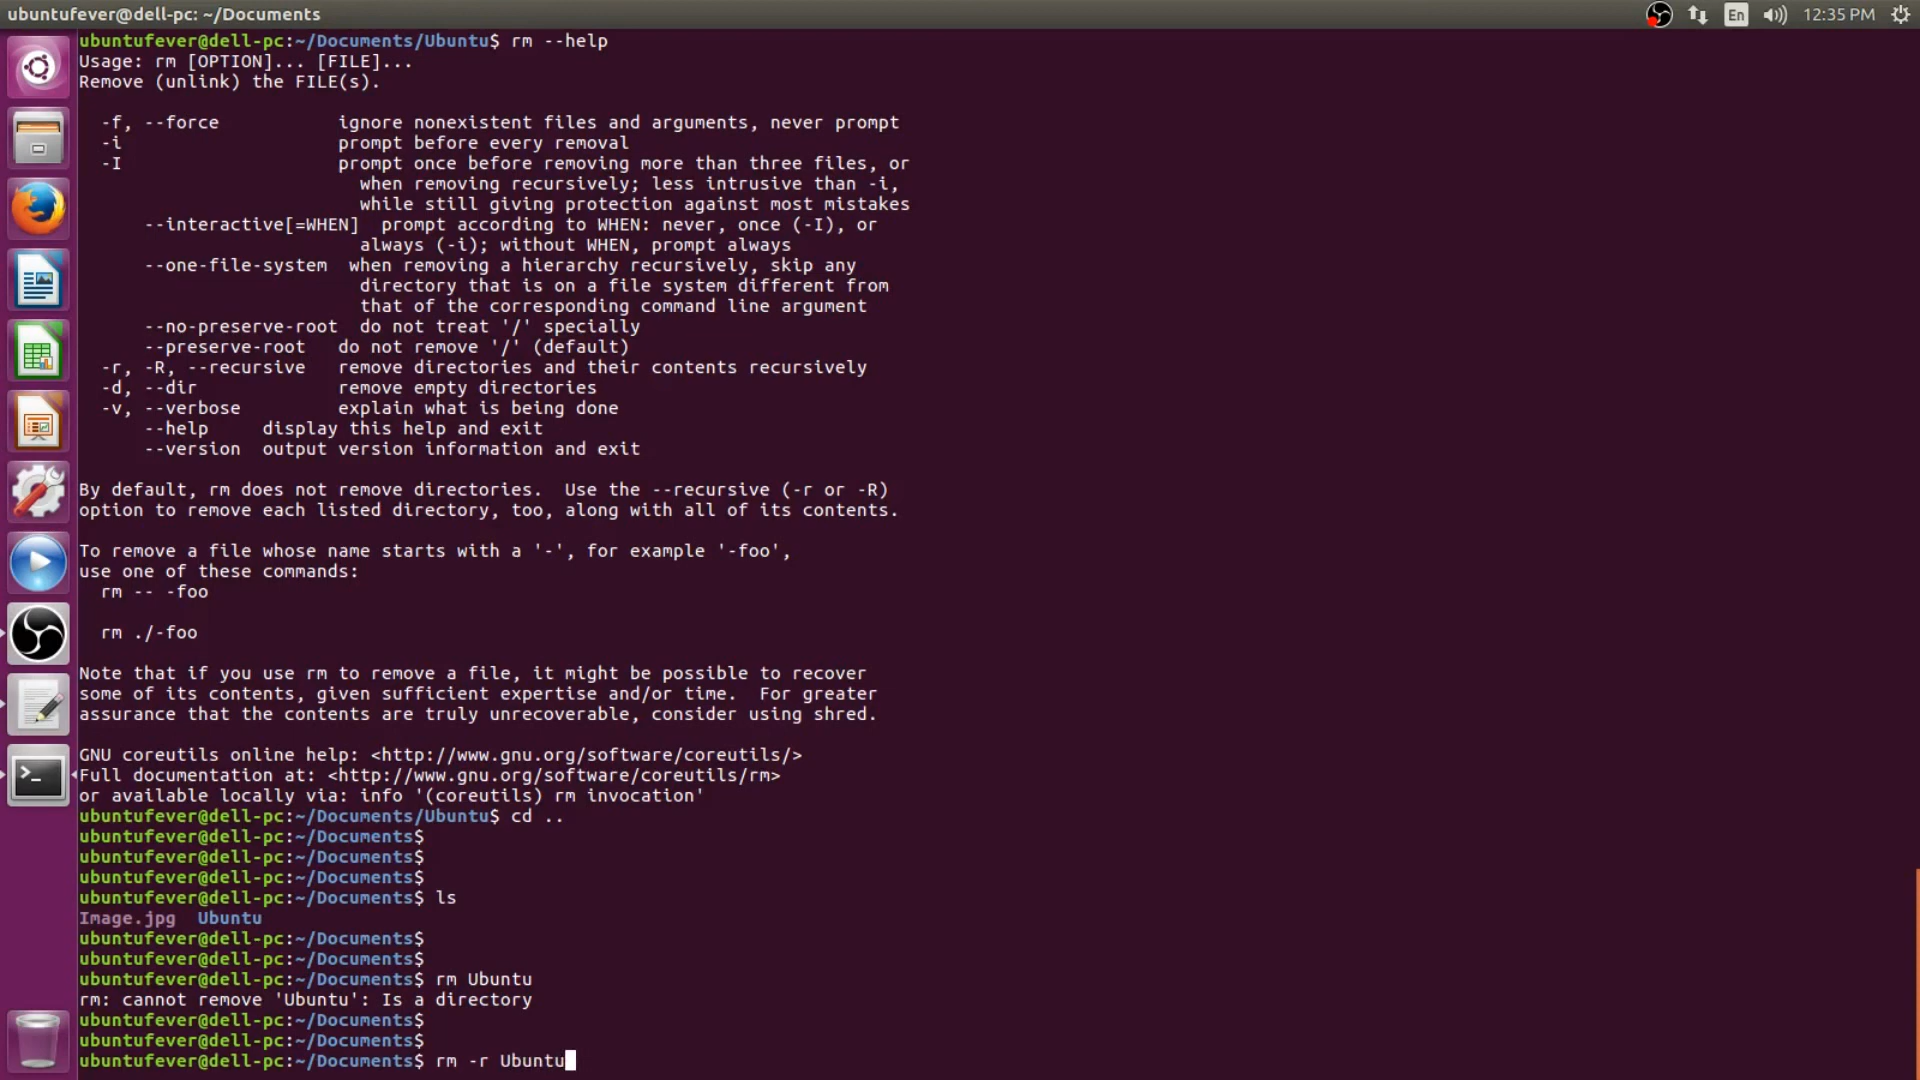 ubuntufever@dell-pc: ~/Documents
En 12:35 PM
ubuntufever@dell-pc:~/Documents/Ubuntu$ rm --help
Usage: rm [OPTION]... [FILE]...
Remove (unlink) the FILE(s).
-f, --force ignore nonexistent files and arguments, never prompt
-i prompt before every removal
-I prompt once before removing more than three files, or
when removing recursively; less intrusive than -i,
while still giving protection against most mistakes
--interactive[=WHEN] prompt according to WHEN: never, once (-I), or
always (-i); without WHEN, prompt always
--one-file-system when removing a hierarchy recursively, skip any
directory that is on a file system different from
that of the corresponding command line argument
--no-preserve-root do not treat '/' specially
--preserve-root do not remove '/' (default)
-r, -R, --recursive remove directories and their contents recursively
-d, --dir remove empty directories
-v, --verbose explain what is being done
--help display this help and exit
--version output version information and exit
By default, rm does not remove directories. Use the --recursive (-r or -R)
option to remove each listed directory, too, along with all of its contents.
To remove a file whose name starts with a '-', for example '-foo',
use one of these commands:
rm -- -foo
rm ./-foo
Note that if you use rm to remove a file, it might be possible to recover
some of its contents, given sufficient expertise and/or time. For greater
assurance that the contents are truly unrecoverable, consider using shred.
GNU coreutils online help: <http://www.gnu.org/software/coreutils/>
Full documentation at: <http://www.gnu.org/software/coreutils/rm>
or available locally via: info '(coreutils) rm invocation'
ubuntufever@dell-pc:~/Documents/Ubuntu$ cd ..
ubuntufever@dell-pc:~/Documents$
ubuntufever@dell-pc:~/Documents$
ubuntufever@dell-pc:~/Documents$
ubuntufever@dell-pc:~/Documents$ ls
Image.jpg Ubuntu
ubuntufever@dell-pc:~/Documents$
ubuntufever@dell-pc:~/Documents$
ubuntufever@dell-pc:~/Documents$ rm Ubuntu
rm: cannot remove 'Ubuntu': Is a directory
ubuntufever@dell-pc:~/Documents$
ubuntufever@dell-pc:~/Documents$
ubuntufever@dell-pc:~/Documents$ rm -r Ubuntu